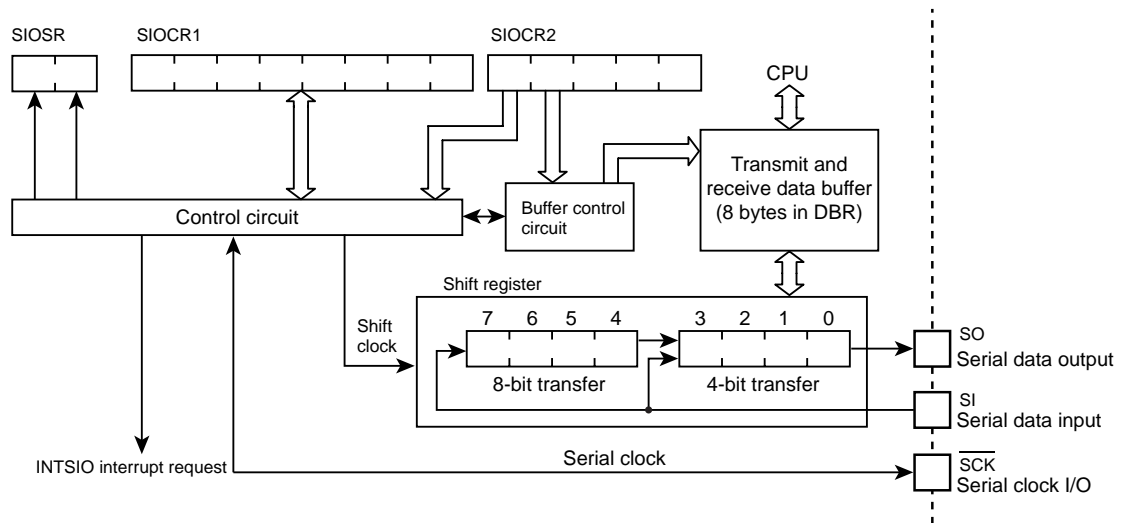 SIOSR
SIOCR1
SIOCR2
CPU
Control circuit
Buffer control
circuit
Transmit and
receive data buffer
(8 bytes in DBR)
Shift register
Shift
clock
7 6 5 4 3 2 1 0
8-bit transfer
4-bit transfer
SO
Serial data output
SI
Serial data input
INTSIO interrupt request
Serial clock
S̅C̅K̅
Serial clock I/O